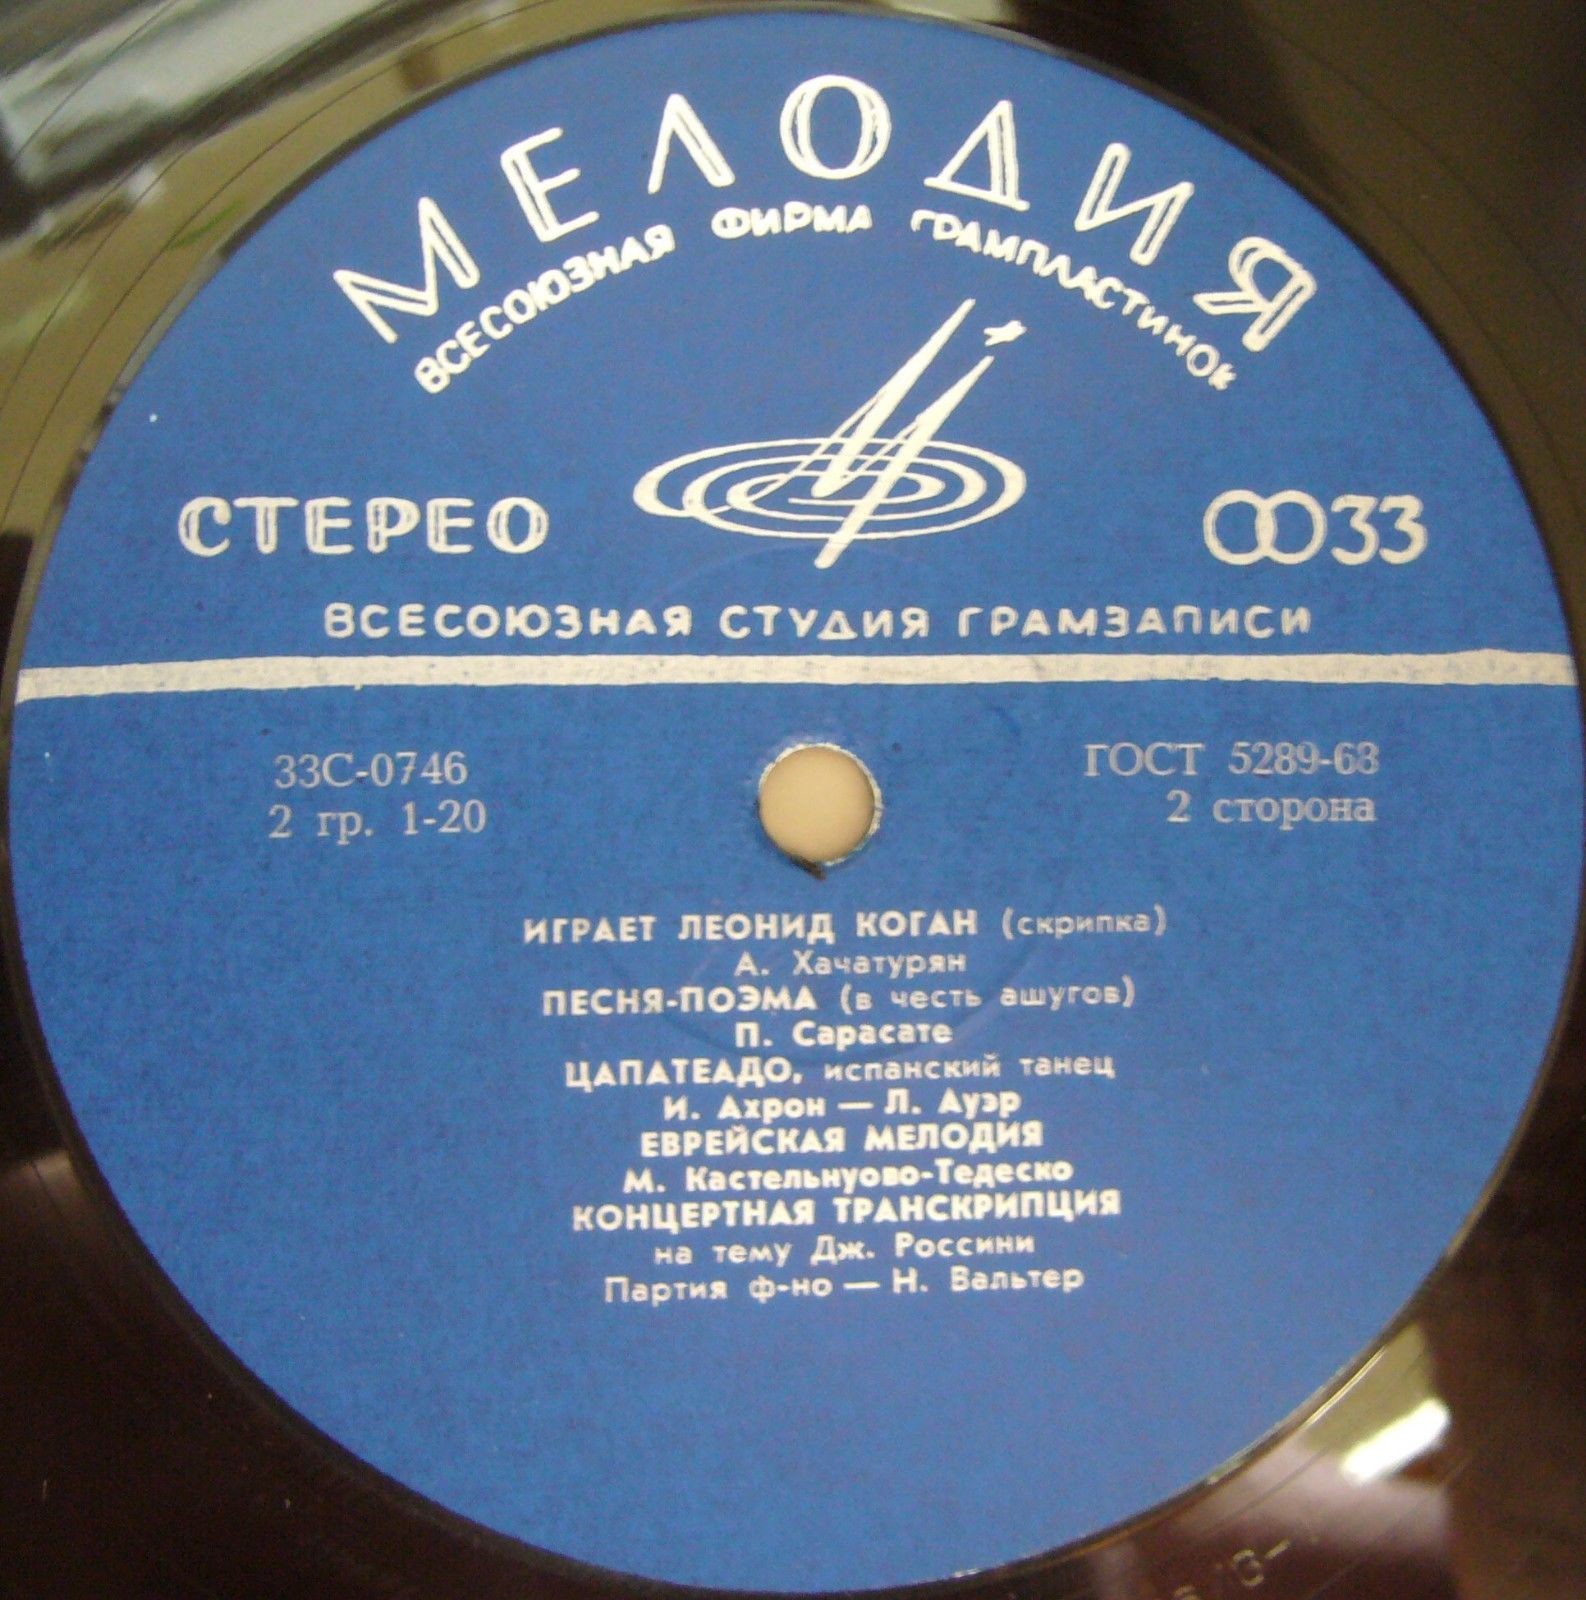 МЕЛОДИЯ
ВСЕСОЮЗНАЯ ФИРМА ГРАМПЛАСТИНОК
СТЕРЕО
33
ВСЕСОЮЗНАЯ СТУДИЯ ГРАМЗАПИСИ
33С-0746
2 гр. 1-20
ГОСТ 5289-68
2 сторона
ИГРАЕТ ЛЕОНИД КОГАН (скрипка)
А. Хачатурян
ПЕСНЯ-ПОЭМА (в честь ашугов)
П. Сарасате
ЦАПАТЕАДО, испанский танец
И. Ахрон — Л. Ауэр
ЕВРЕЙСКАЯ МЕЛОДИЯ
М. Кастельнуово-Тедеско
КОНЦЕРТНАЯ ТРАНСКРИПЦИЯ
на тему Дж. Россини
Партия ф-но — Н. Вальтер